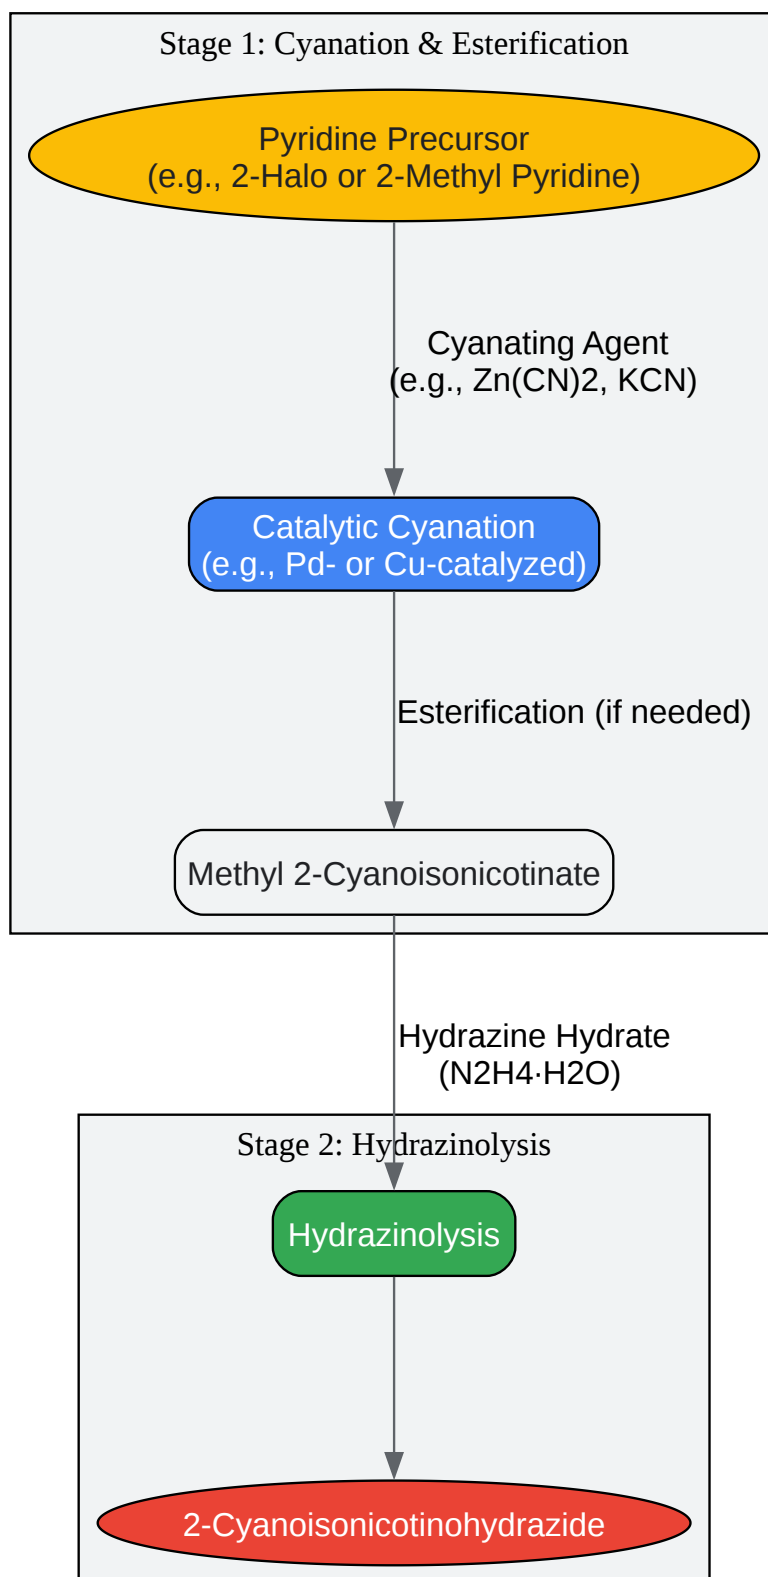 Stage 1: Cyanation & Esterification
Pyridine Precursor
(e.g., 2-Halo or 2-Methyl Pyridine)
Cyanating Agent
(e.g., Zn(CN)2, KCN)
Catalytic Cyanation
(e.g., Pd- or Cu-catalyzed)
Esterification (if needed)
Methyl 2-Cyanoisonicotinate
Hydrazine Hydrate
(N2H4·H2O)
Stage 2: Hydrazinolysis
Hydrazinolysis
2-Cyanoisonicotinohydrazide